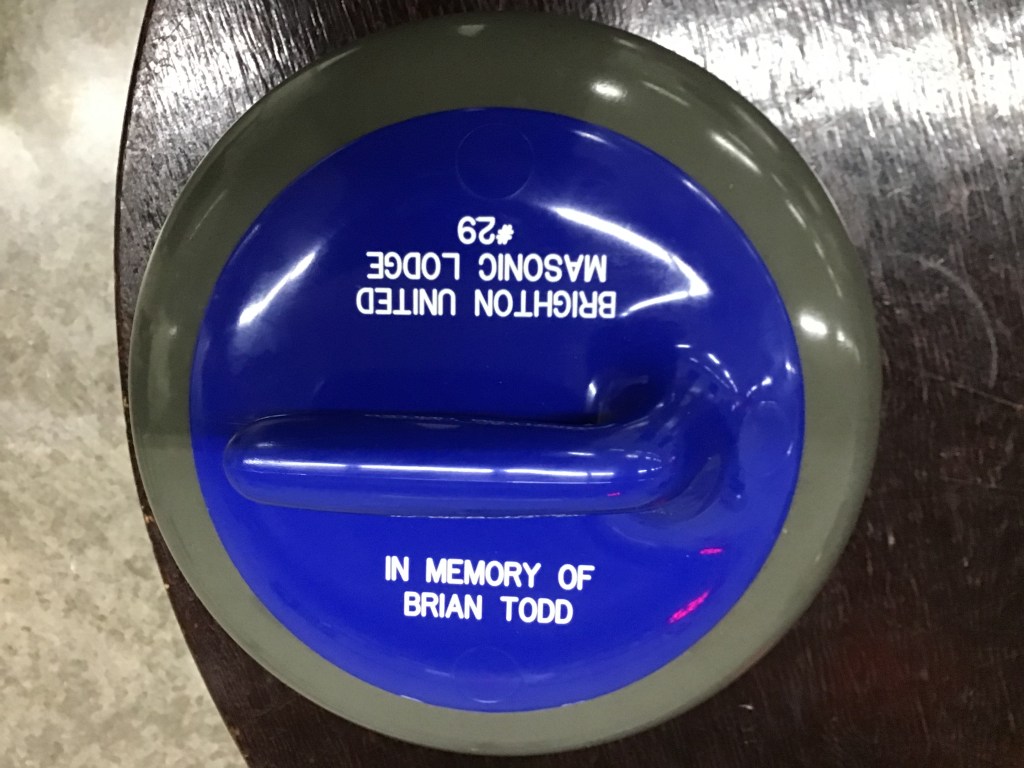 BRIGHTON UNITED
MASONIC LODGE
#29
IN MEMORY OF
BRIAN TODD